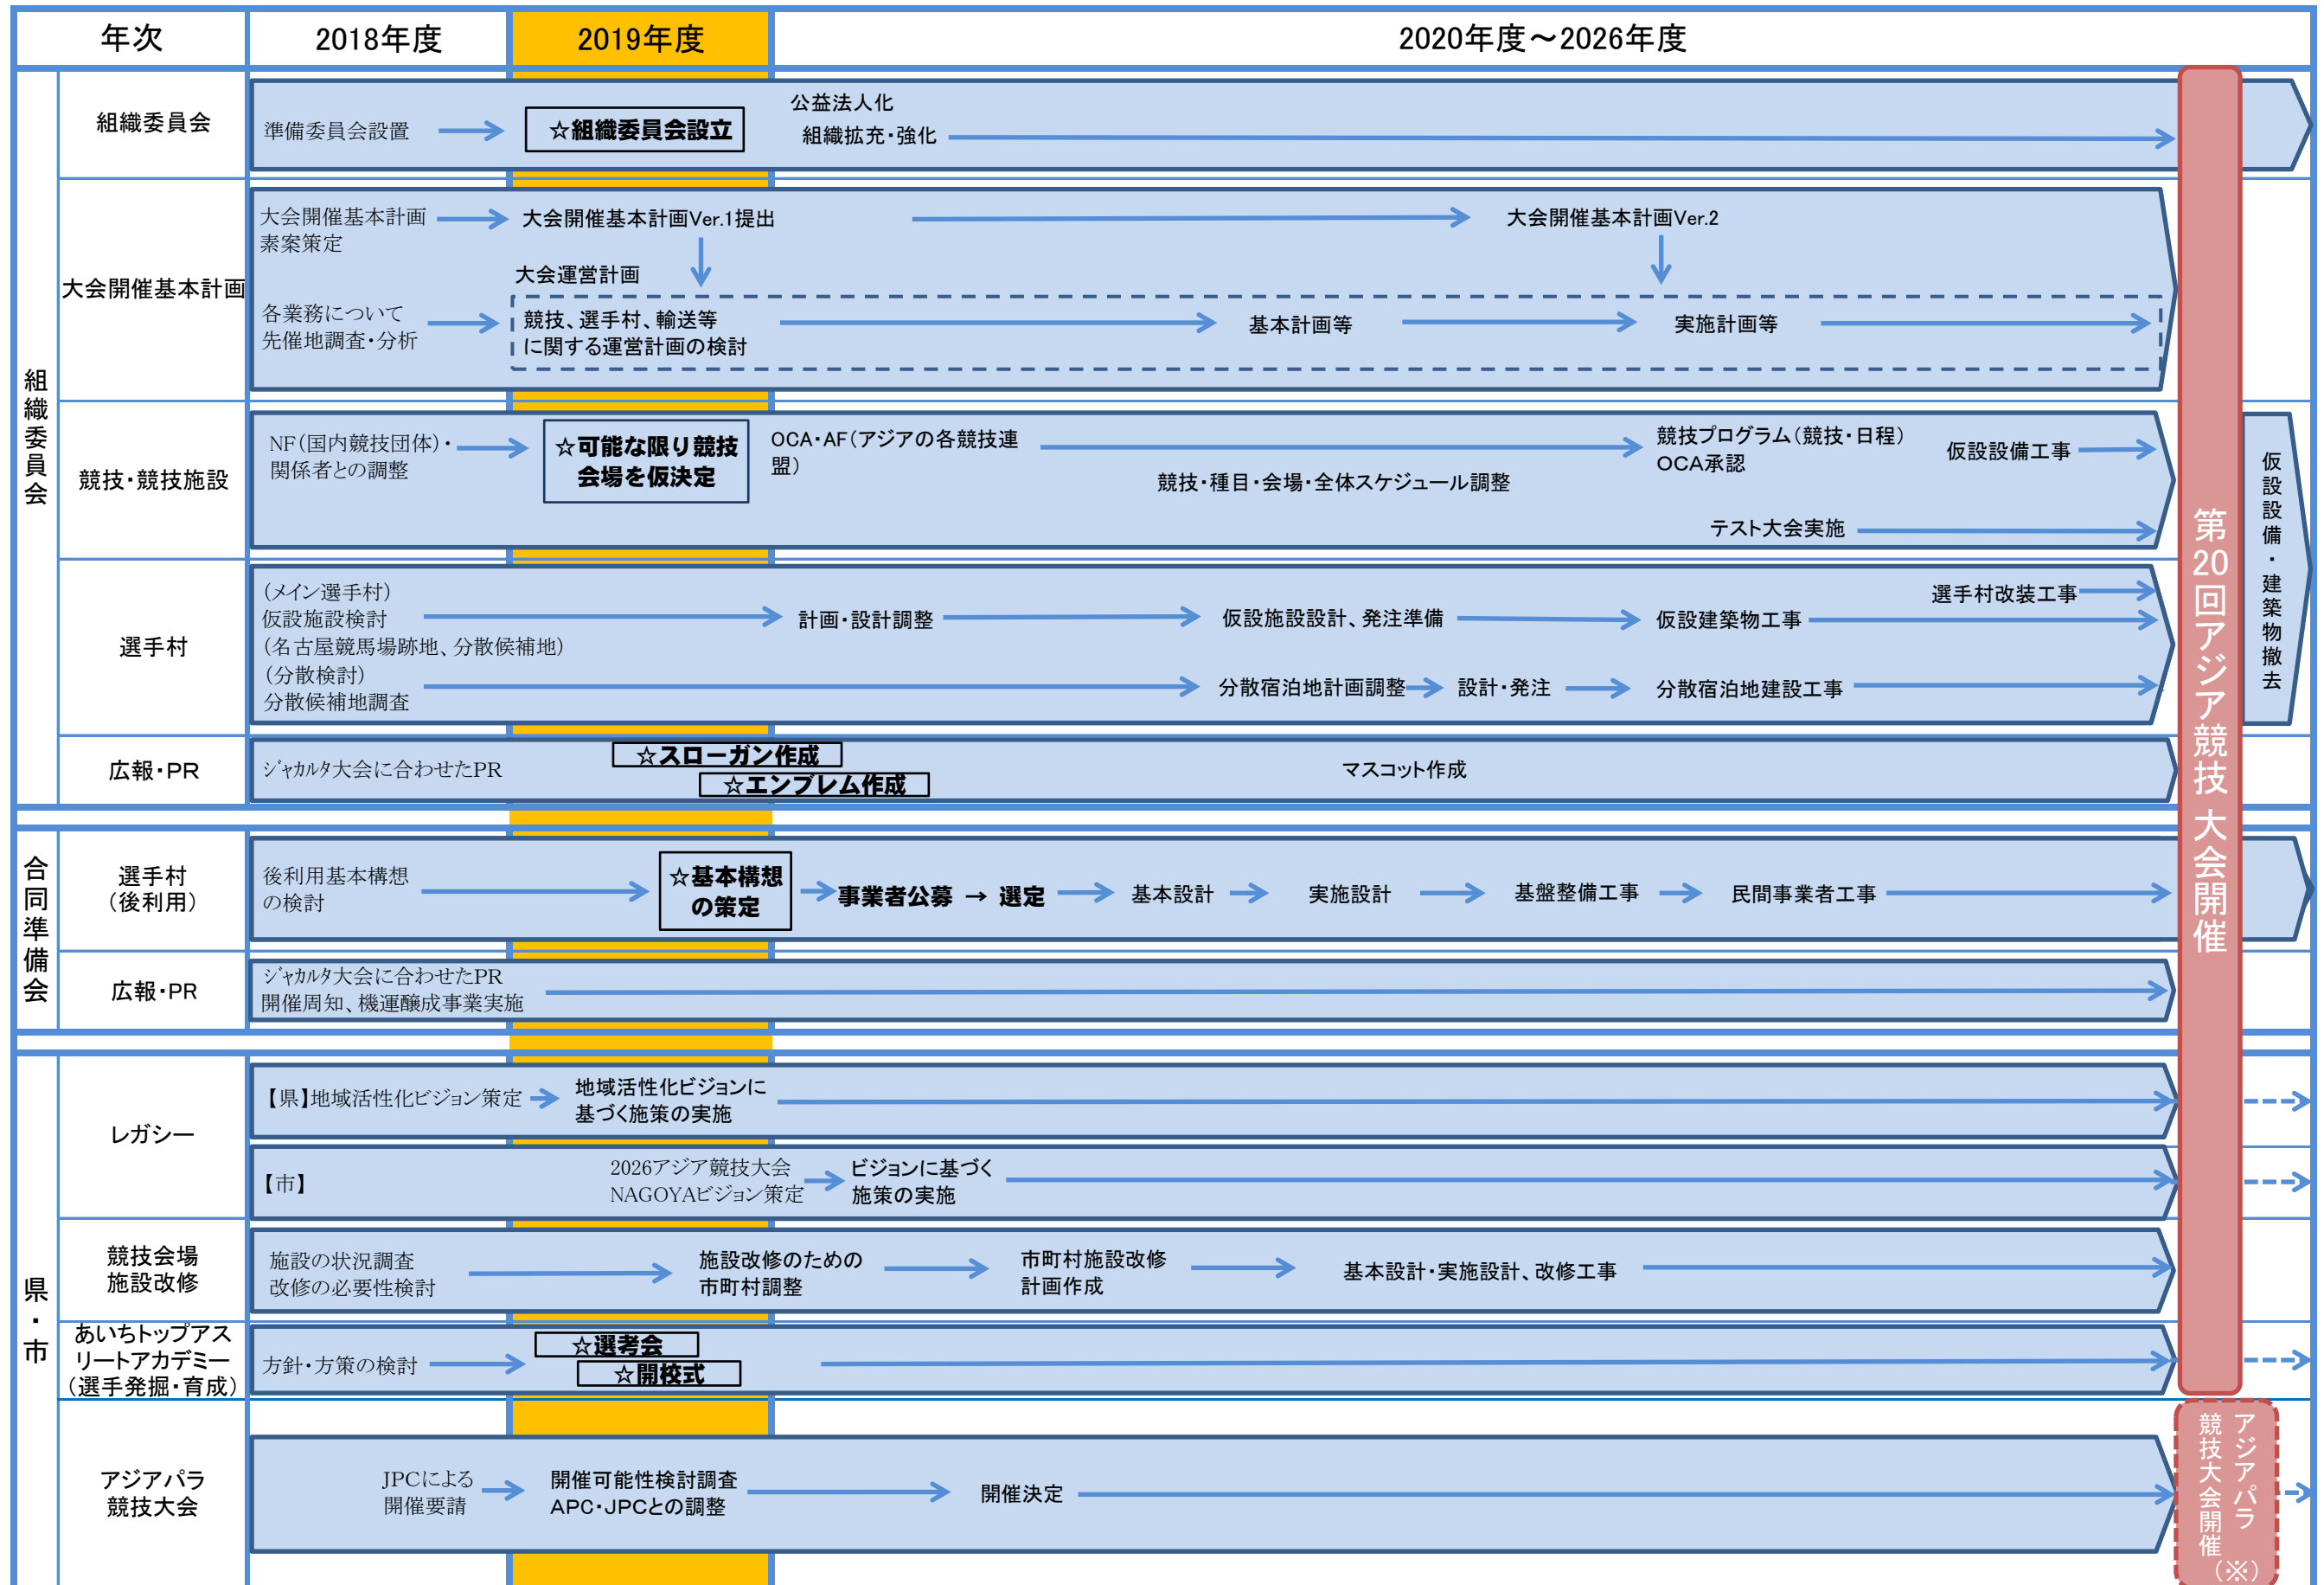 年次
2018年度
2019年度
2020年度～2026年度
組織委員会
組織委員会
準備委員会設置
☆組織委員会設立
公益法人化
組織拡充・強化
大会開催基本計画
大会開催基本計画
素案策定
大会開催基本計画Ver.1提出
大会開催基本計画Ver.2
大会運営計画
各業務について
先催地調査・分析
競技、選手村、輸送等
に関する運営計画の検討
基本計画等
実施計画等
競技・競技施設
NF（国内競技団体）・
関係者との調整
☆可能な限り競技
会場を仮決定
OCA・AF（アジアの各競技連
盟）
競技・種目・会場・全体スケジュール調整
競技プログラム（競技・日程）
OCA承認
仮設設備工事
テスト大会実施
選手村
（メイン選手村）
仮設施設検討
（名古屋競馬場跡地、分散候補地）
（分散検討）
分散候補地調査
計画・設計調整
仮設施設設計、発注準備
仮設建築物工事
選手村改装工事
分散宿泊地計画調整
設計・発注
分散宿泊地建設工事
仮設設備・建築物撤去
広報・PR
ジャカルタ大会に合わせたPR
☆スローガン作成
☆エンブレム作成
マスコット作成
第20回アジア競技大会開催
合同準備会
選手村
（後利用）
後利用基本構想
の検討
☆基本構想
の策定
事業者公募 → 選定
基本設計
実施設計
基盤整備工事
民間事業者工事
広報・PR
ジャカルタ大会に合わせたPR
開催周知、機運醸成事業実施
県・市
レガシー
【県】地域活性化ビジョン策定
地域活性化ビジョンに
基づく施策の実施
【市】
2026アジア競技大会
NAGOYAビジョン策定
ビジョンに基づく
施策の実施
競技会場
施設改修
施設の状況調査
改修の必要性検討
施設改修のための
市町村調整
市町村施設改修
計画作成
基本設計・実施設計、改修工事
あいちトップアス
リートアカデミー
（選手発掘・育成）
方針・方策の検討
☆選考会
☆開校式
アジアパラ
競技大会
JPCによる
開催要請
開催可能性検討調査
APC・JPCとの調整
開催決定
アジアパラ
競技大会開催
（※）